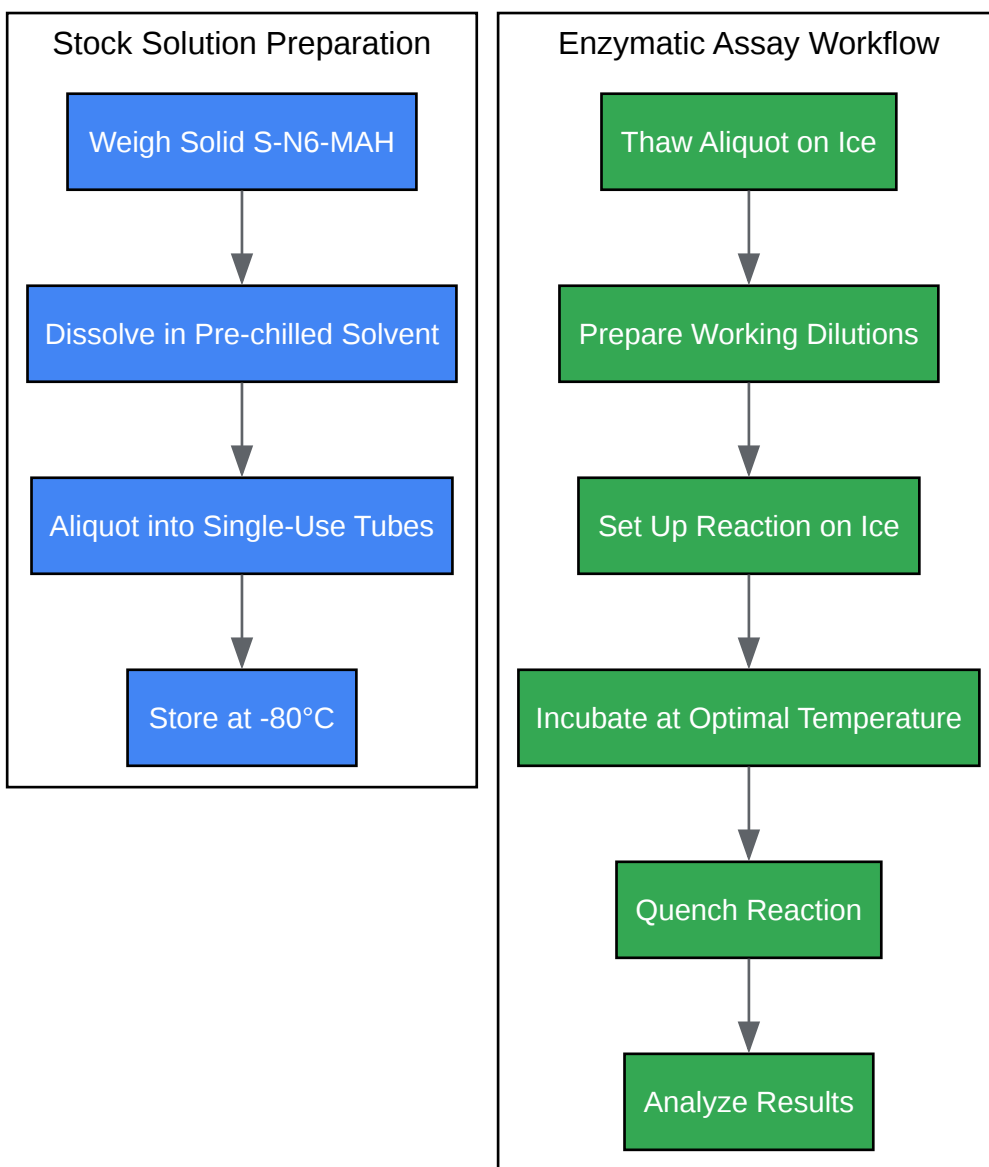 Stock Solution Preparation
Weigh Solid S-N6-MAH
Dissolve in Pre-chilled Solvent
Aliquot into Single-Use Tubes
Store at -80°C
Enzymatic Assay Workflow
Thaw Aliquot on Ice
Prepare Working Dilutions
Set Up Reaction on Ice
Incubate at Optimal Temperature
Quench Reaction
Analyze Results